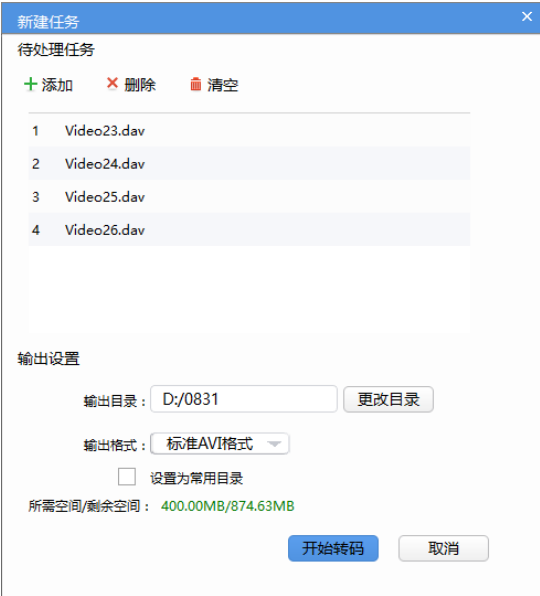 新建任务
待处理任务
添加 删除 清空
1 Video23.dav
2 Video24.dav
3 Video25.dav
4 Video26.dav
输出设置
输出目录： D:/0831 更改目录
输出格式： 标准AVI格式
设置为常用目录
所需空间/剩余空间： 400.00MB/874.63MB
开始转码 取消